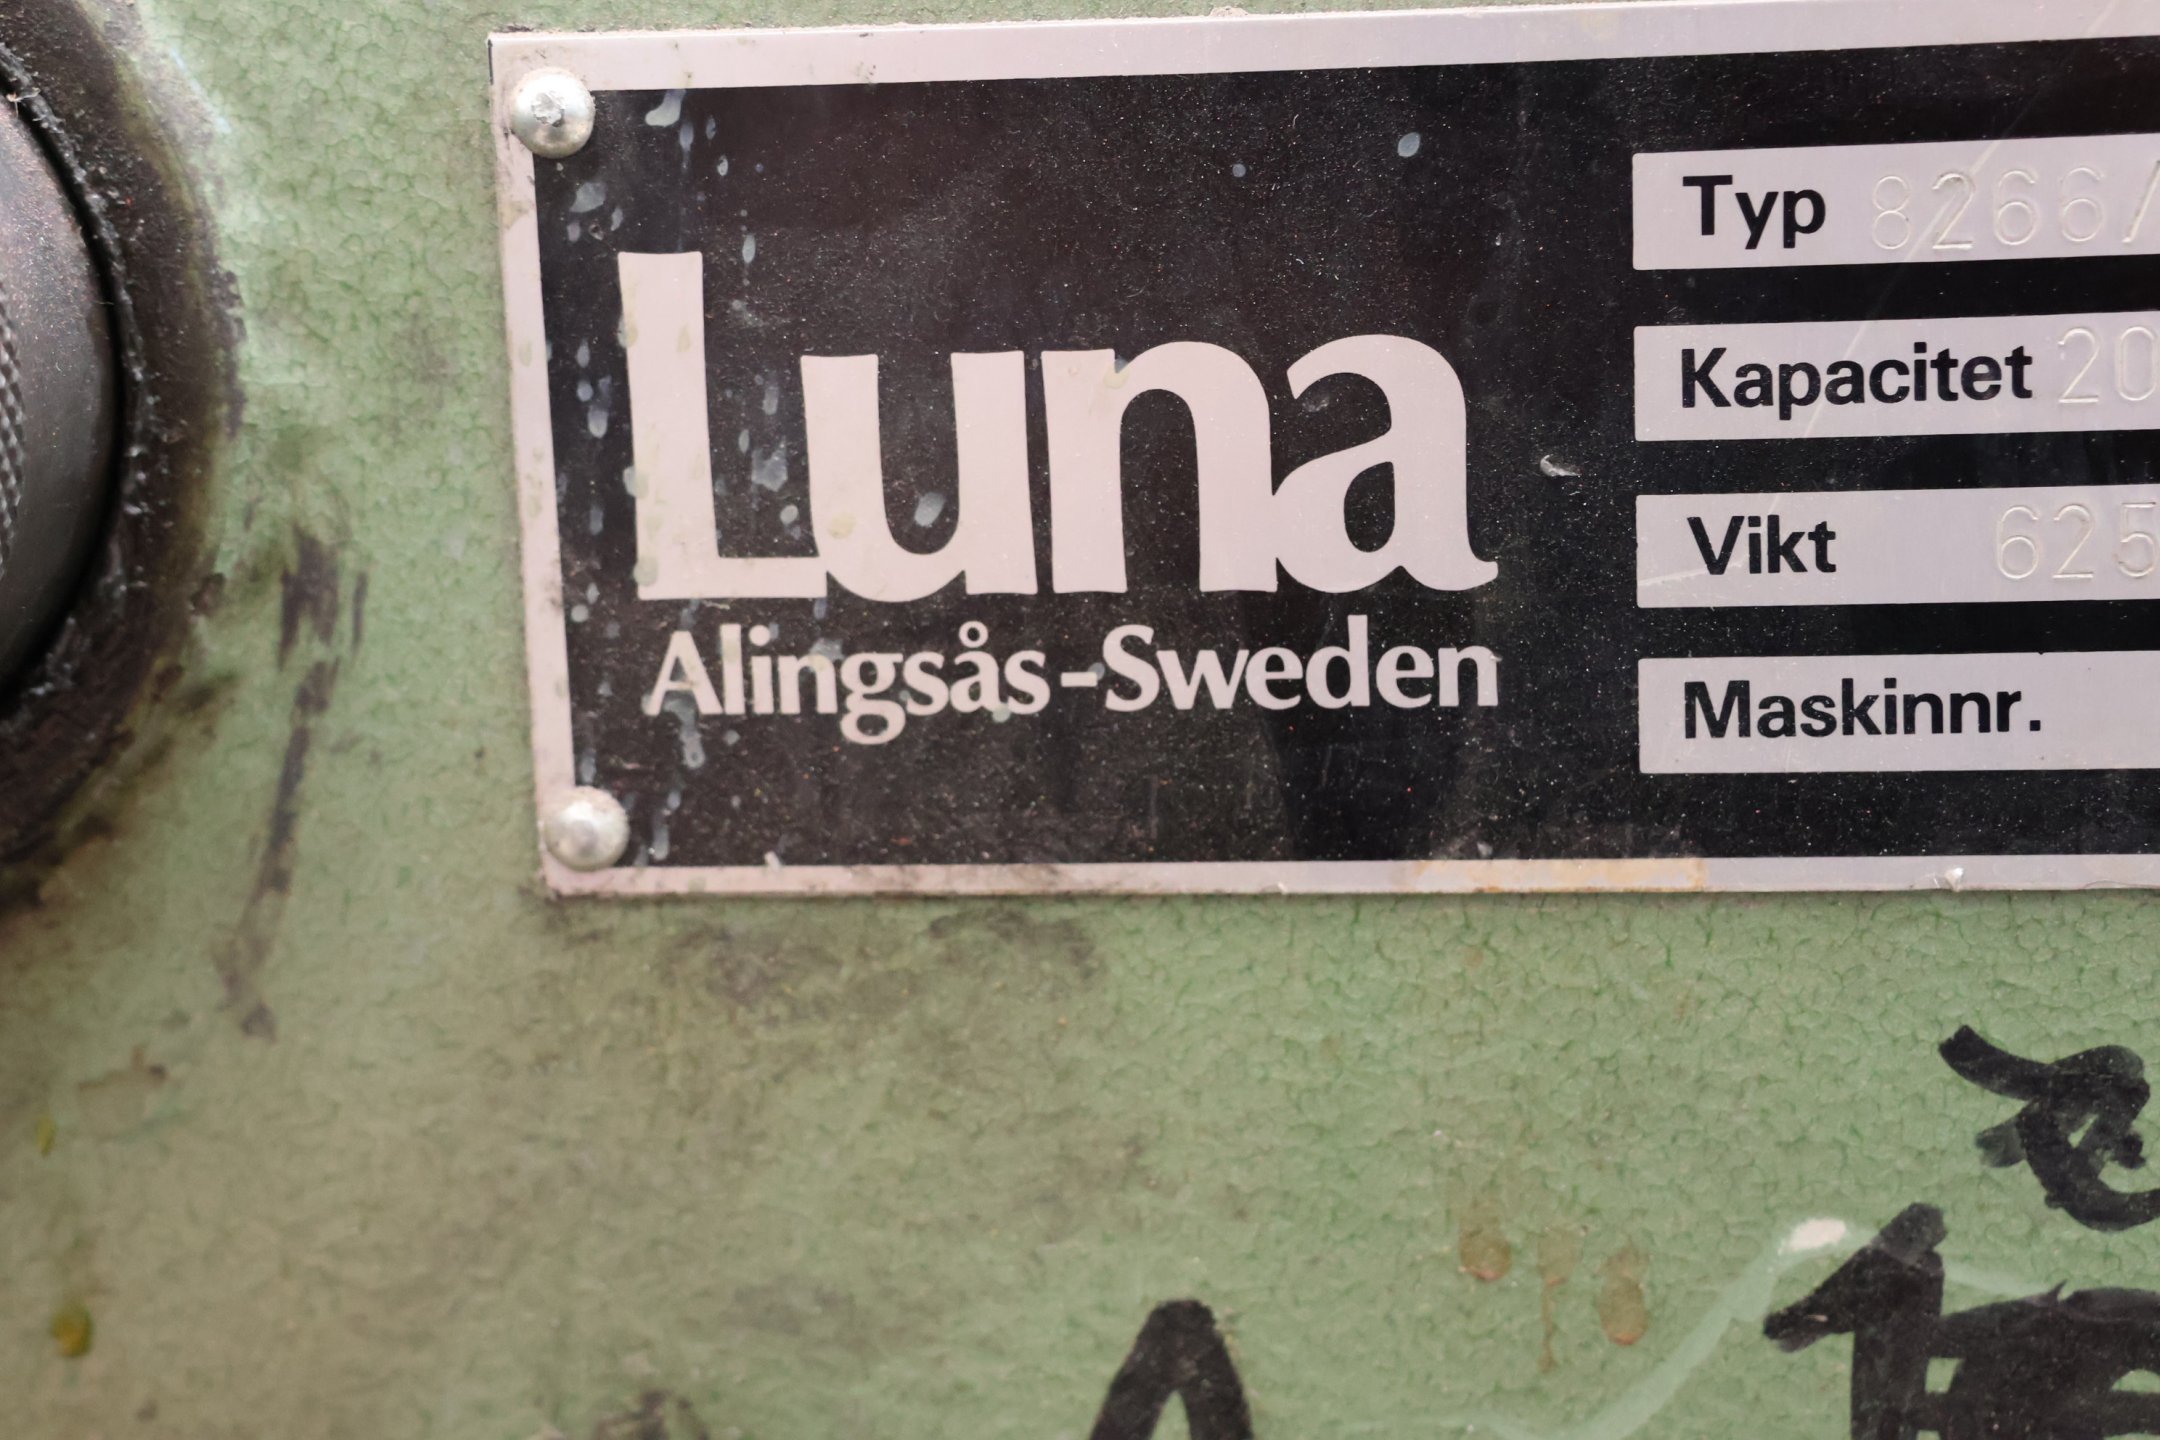 Luna
Alingsås-Sweden
Typ 8266/
Kapacitet 20
Vikt 625
Maskinnr.